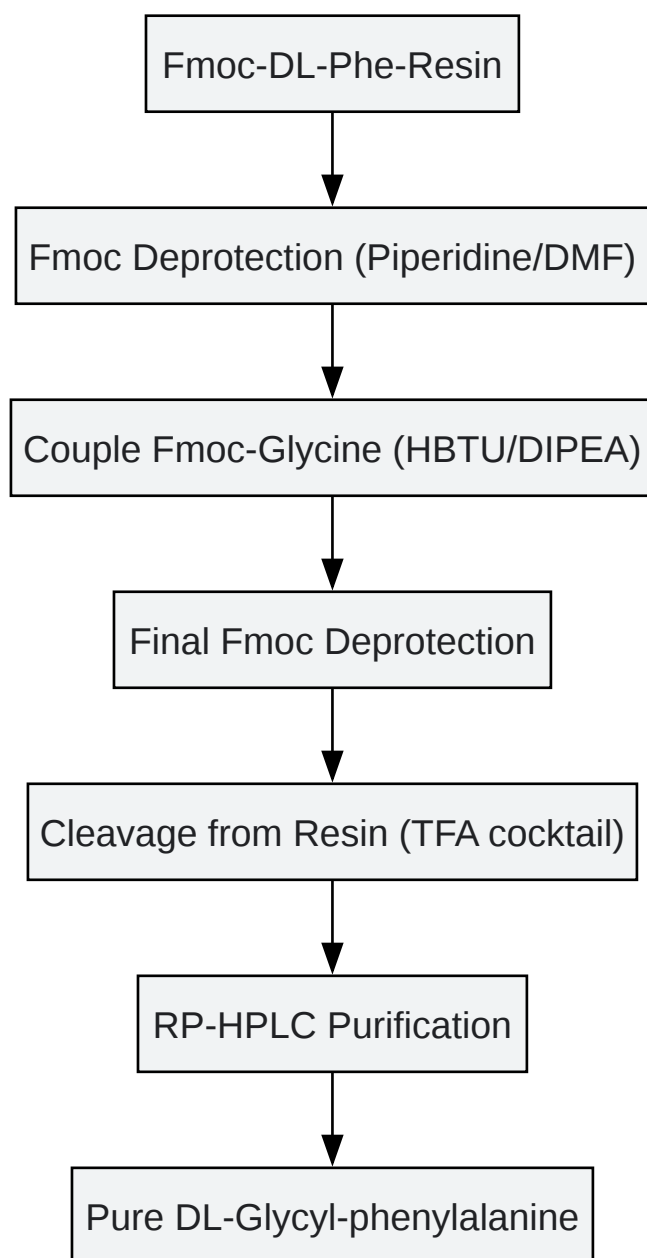 Fmoc-DL-Phe-Resin
Fmoc Deprotection (Piperidine/DMF)
Couple Fmoc-Glycine (HBTU/DIPEA)
Final Fmoc Deprotection
Cleavage from Resin (TFA cocktail)
RP-HPLC Purification
Pure DL-Glycyl-phenylalanine